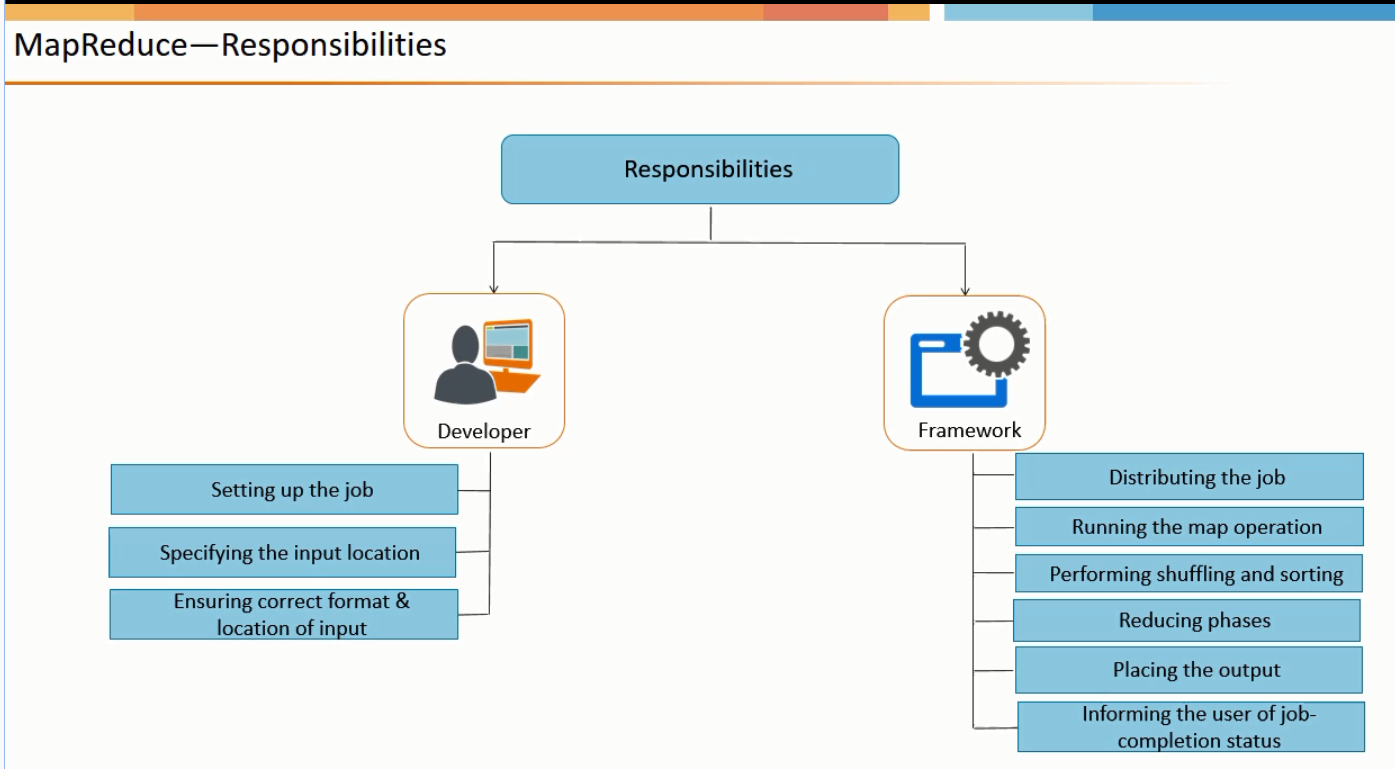 MapReduce—Responsibilities
Responsibilities
Developer
Setting up the job
Specifying the input location
Ensuring correct format &
location of input
Framework
Distributing the job
Running the map operation
Performing shuffling and sorting
Reducing phases
Placing the output
Informing the user of job-
completion status